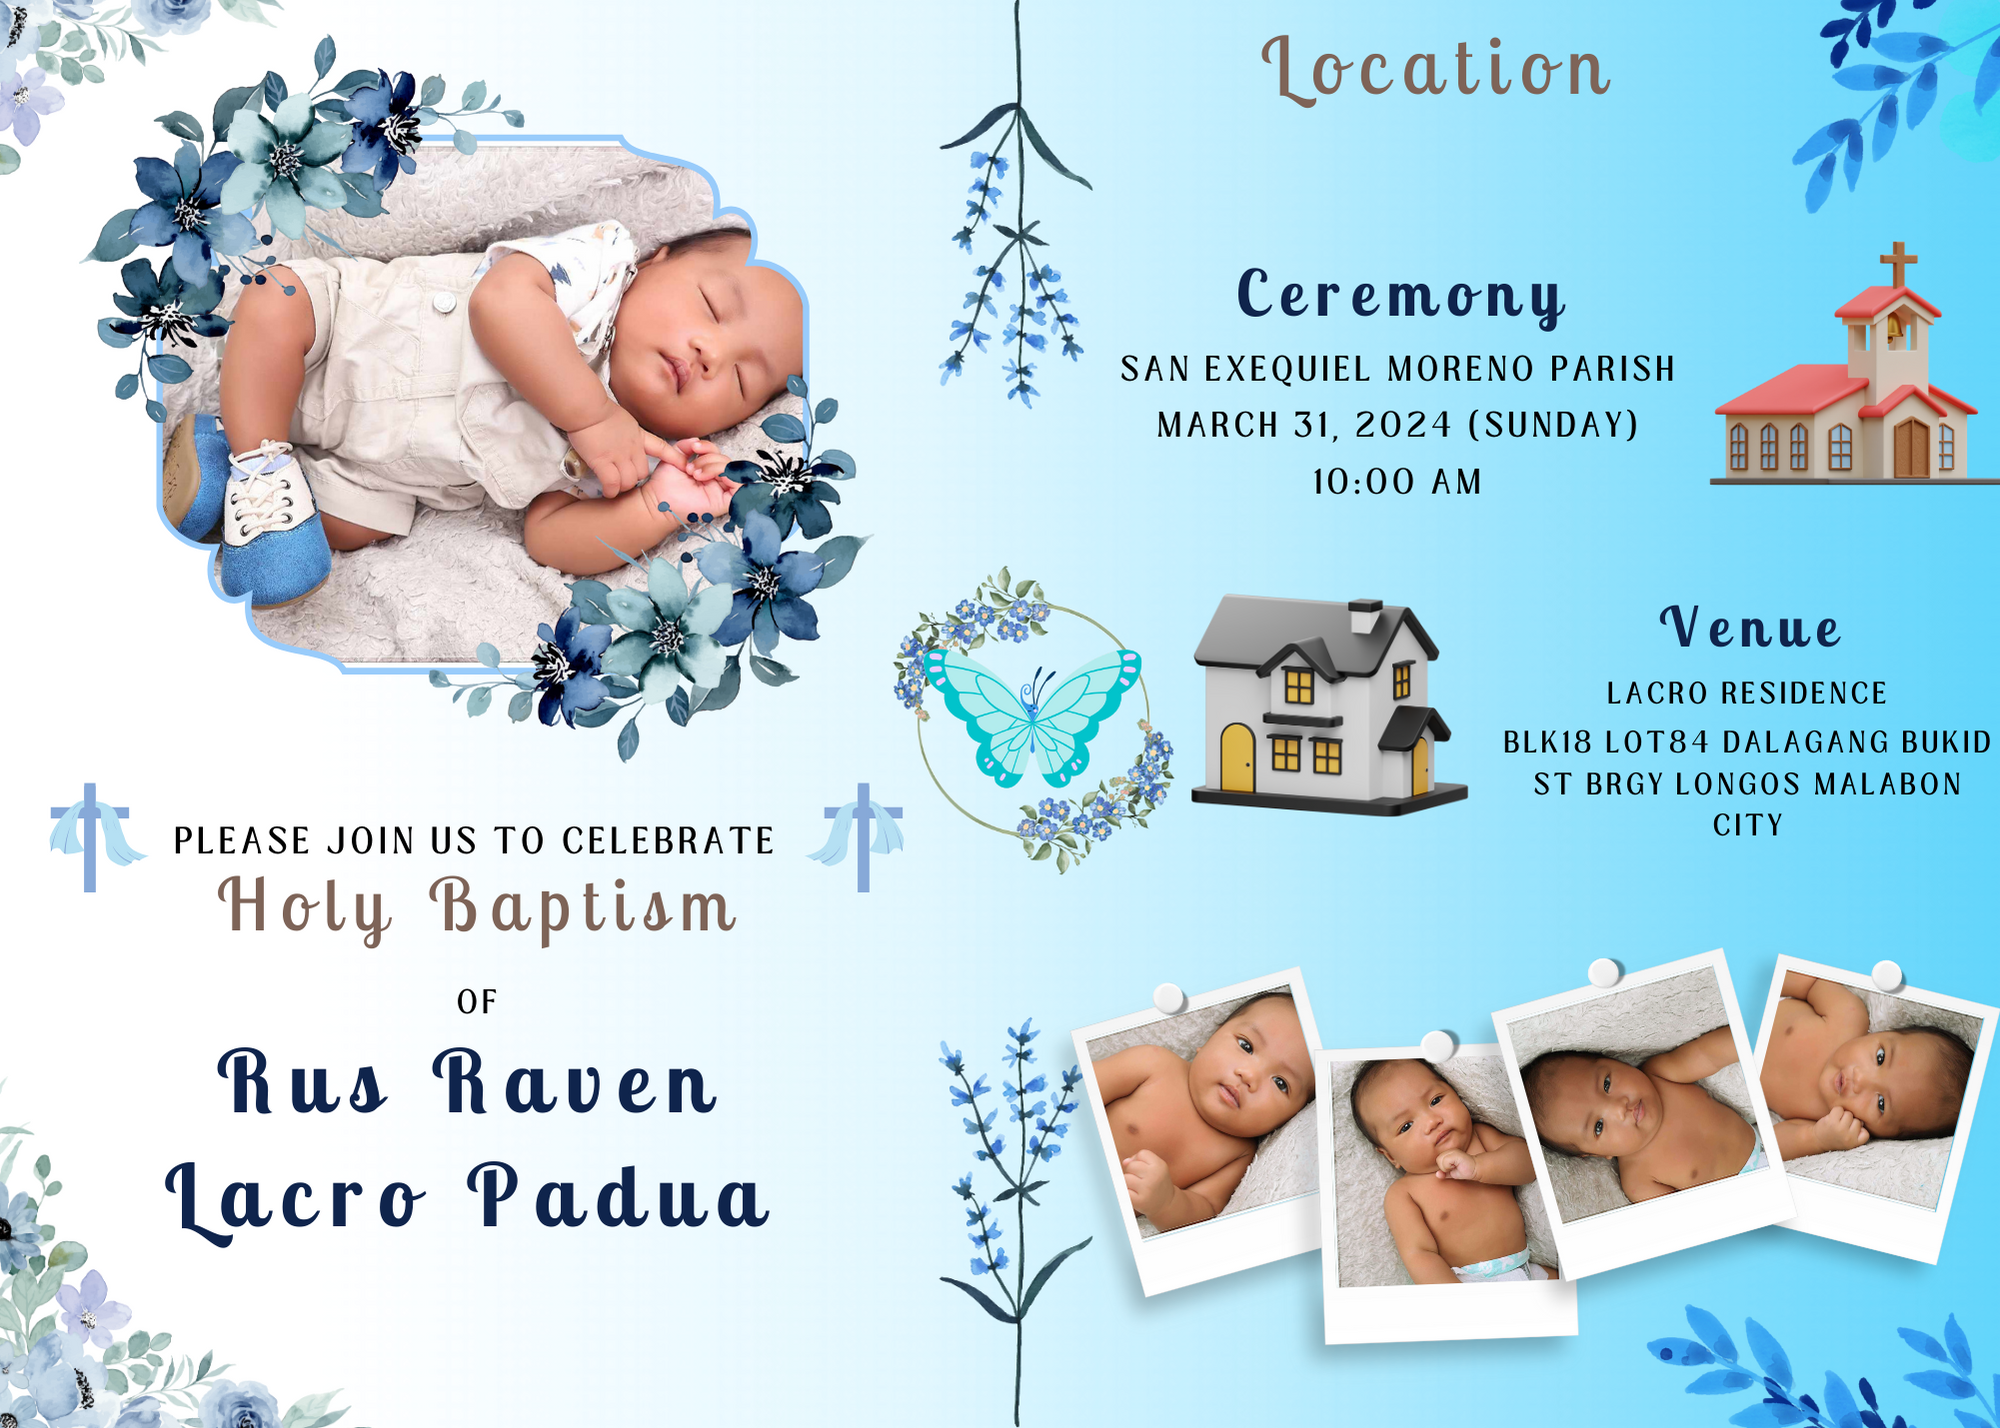 PLEASE JOIN US TO CELEBRATE
Holy Baptism
OF
Rus Raven
Lacro Padua
Location
Ceremony
SAN EXEQUIEL MORENO PARISH
MARCH 31, 2024 (SUNDAY)
10:00 AM
Venue
LACRO RESIDENCE
BLK18 LOT84 DALAGANG BUKID
ST BRGY LONGOS MALABON
CITY